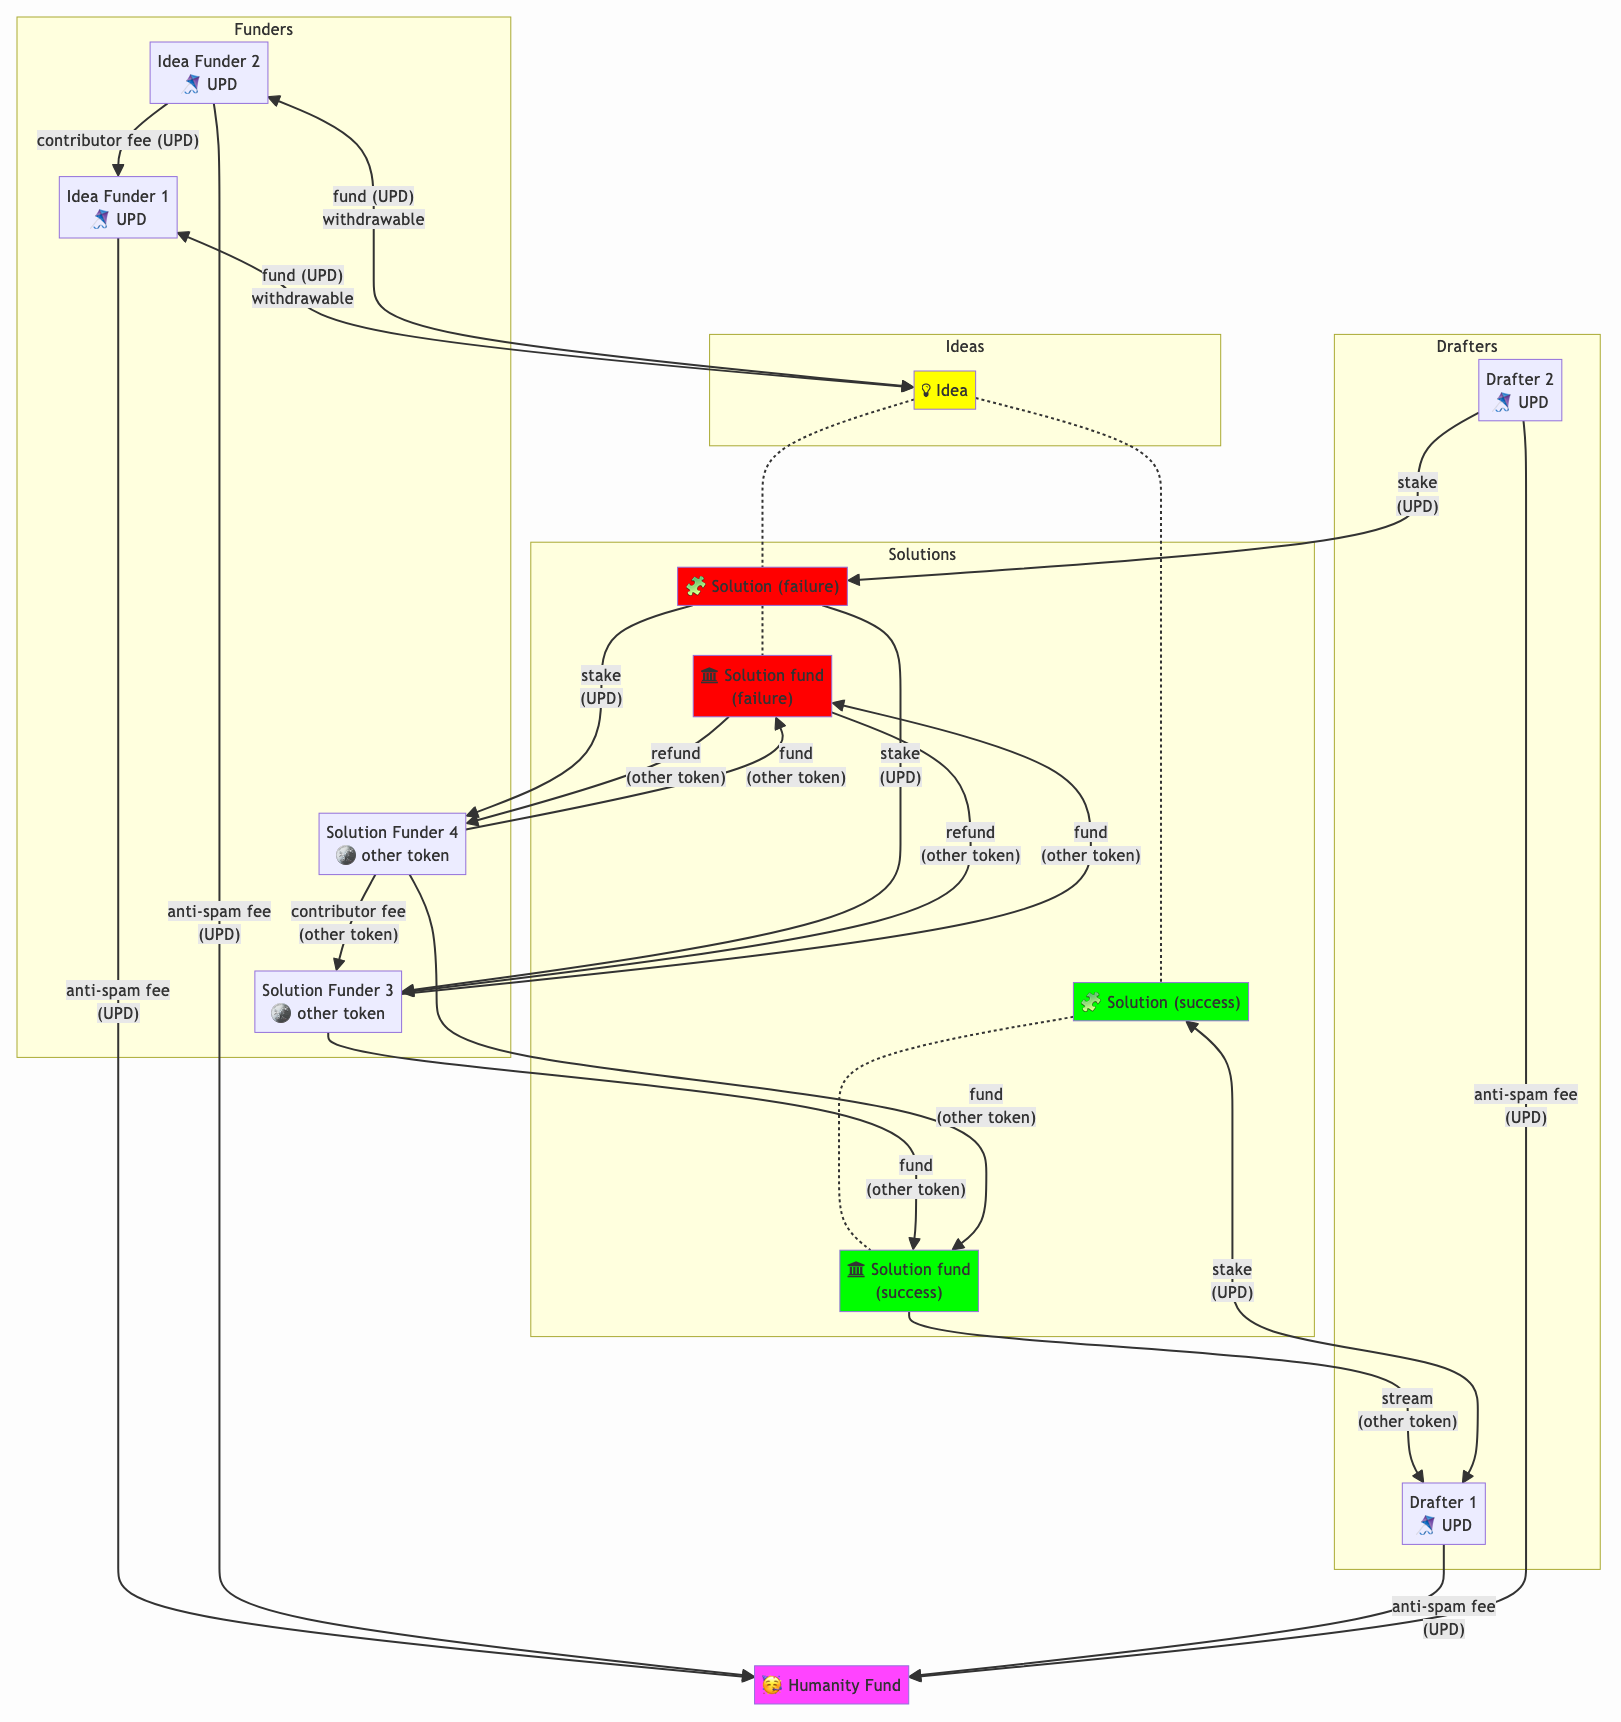 Funders
Idea Funder 2
UPD
contributor fee (UPD)
Idea Funder 1
UPD
fund (UPD)
withdrawable
fund (UPD)
withdrawable
Ideas
Idea
Drafters
Drafter 2
UPD
stake
(UPD)
Solutions
Solution (failure)
stake
(UPD)
Solution fund
(failure)
refund
(other token)
fund
(other token)
stake
(UPD)
Solution Funder 4
other token
refund
(other token)
fund
(other token)
anti-spam fee
(UPD)
contributor fee
(other token)
anti-spam fee
(UPD)
Solution Funder 3
other token
Solution (success)
fund
(other token)
anti-spam fee
(UPD)
fund
(other token)
Solution fund
(success)
stake
(UPD)
stream
(other token)
Drafter 1
UPD
anti-spam fee
(UPD)
Humanity Fund